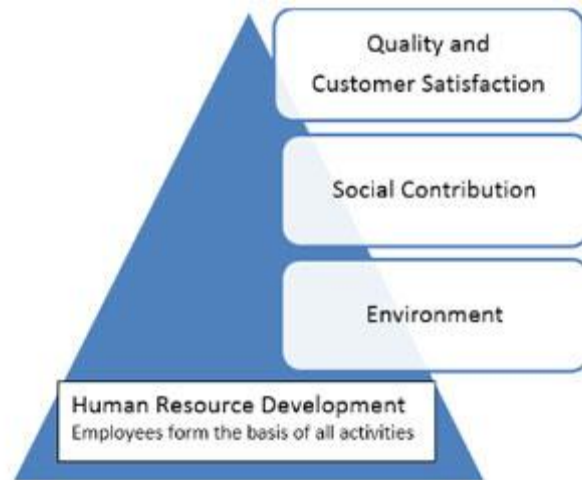 Quality and
Customer Satisfaction
Social Contribution
Environment
Human Resource Development
Employees form the basis of all activities